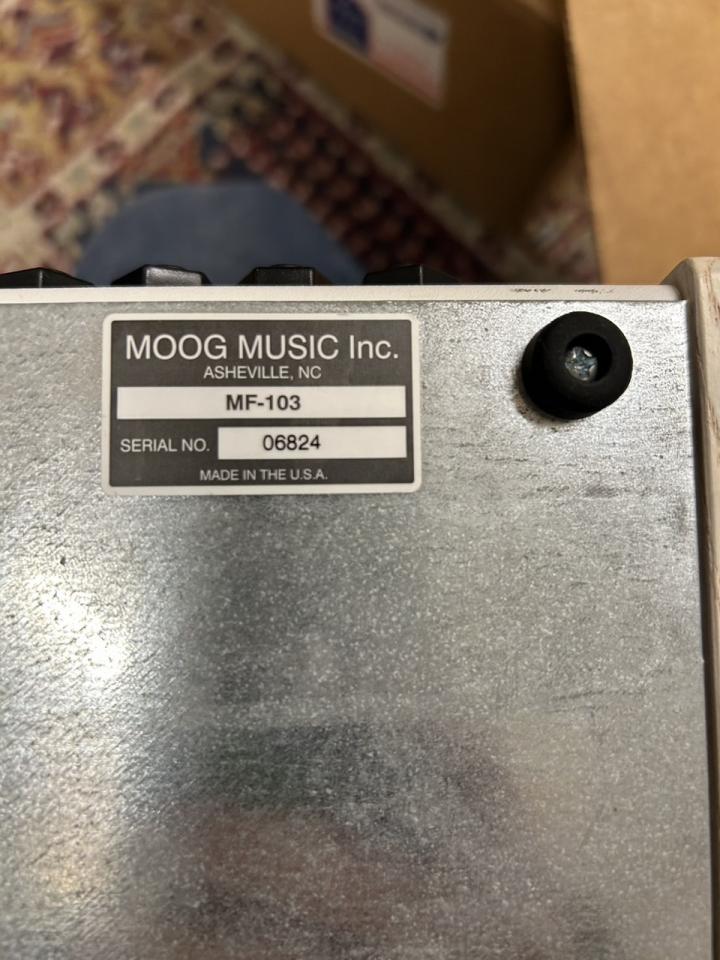 MOOG MUSIC Inc.
ASHEVILLE, NC
MF-103
SERIAL NO. 06824
MADE IN THE U.S.A.